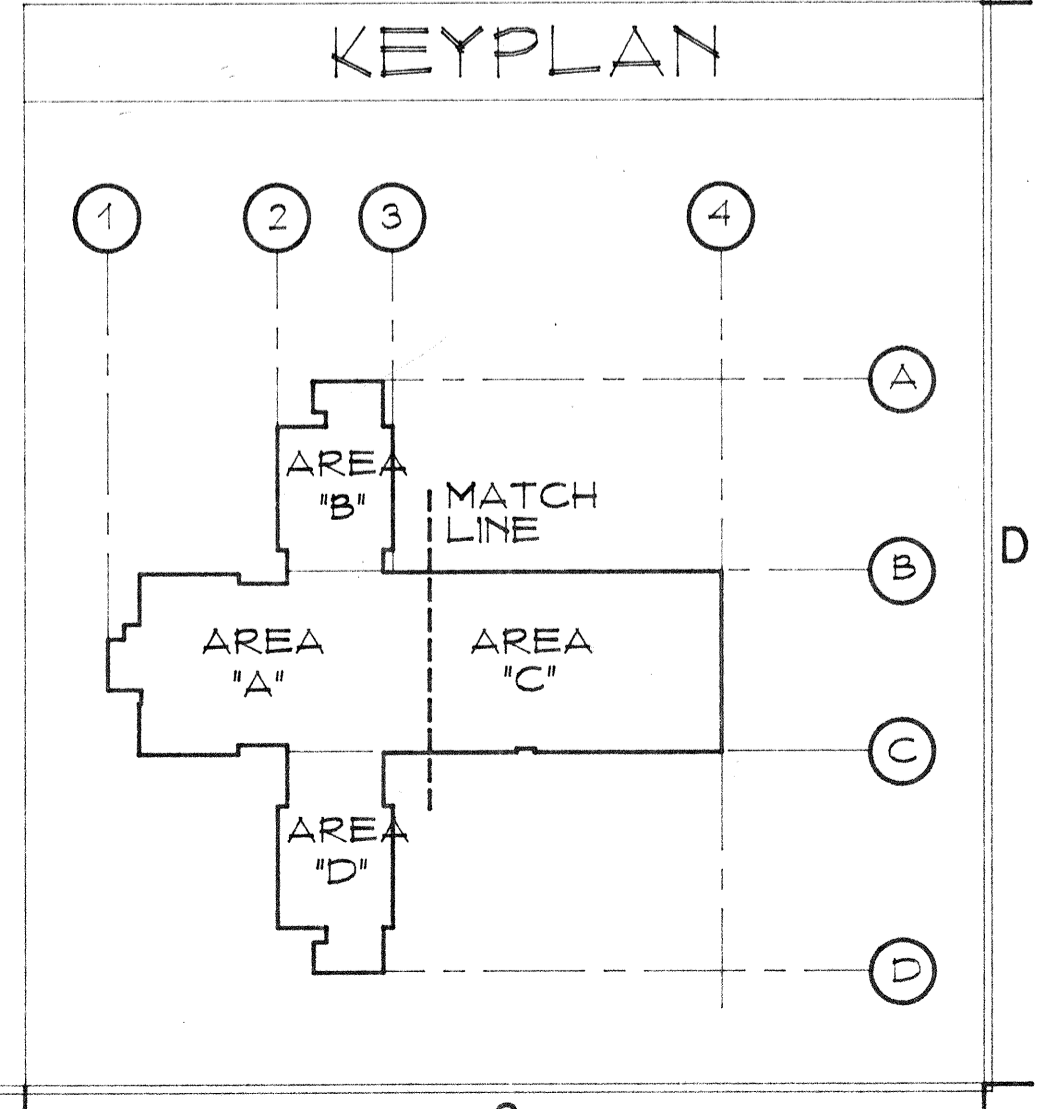 KEYPLAN
1 2 3 4
A
AREA
"B"
MATCH
LINE
D
B
AREA
"A"
AREA
"C"
C
AREA
"D"
D